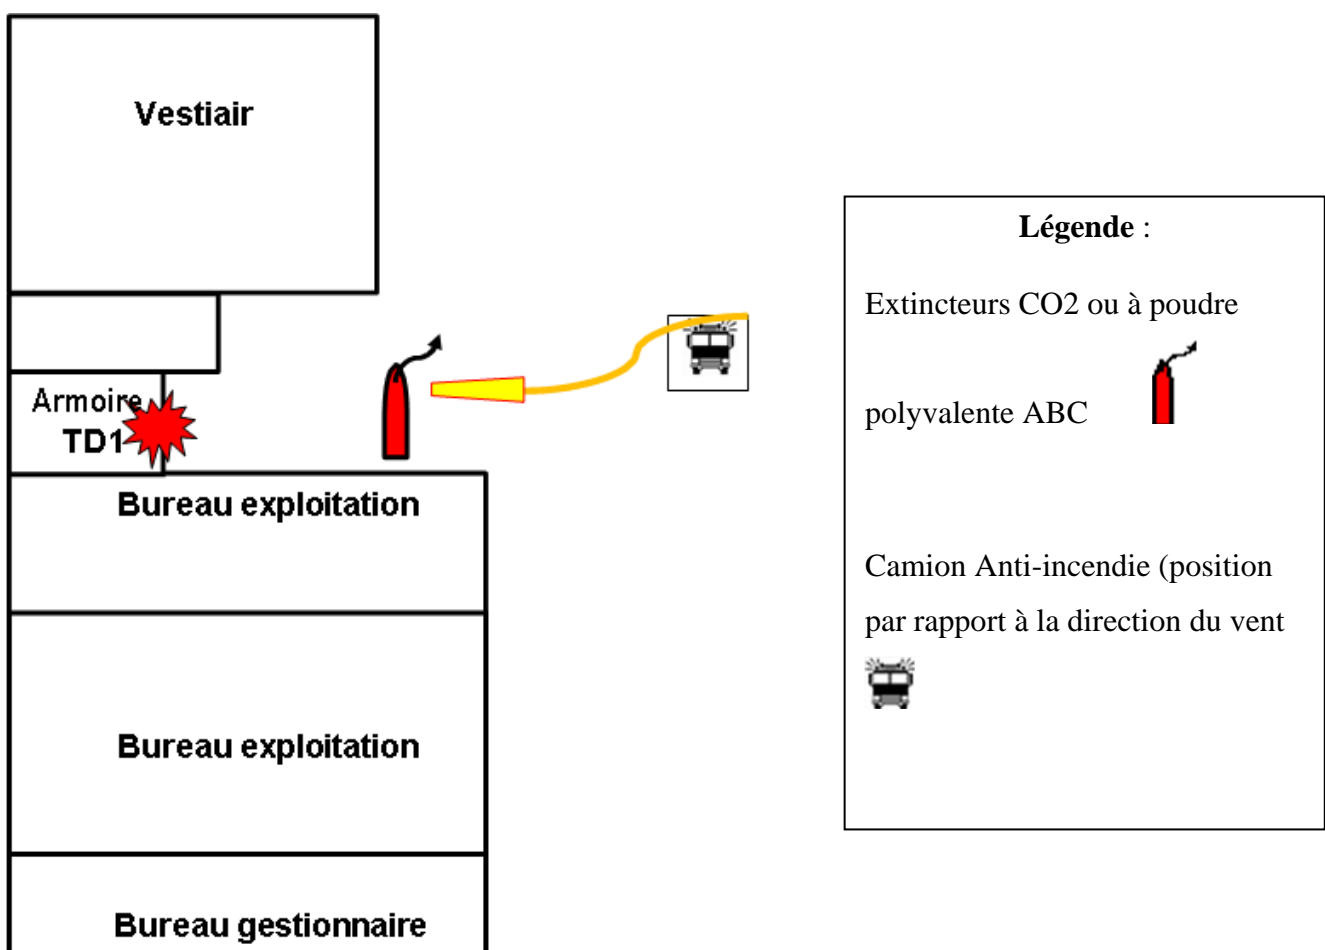 Vestiair
Armoire
TD1
Bureau exploitation
Bureau exploitation
Bureau gestionnaire
Légende :
Extincteurs CO2 ou à poudre
polyvalente ABC
Camion Anti-incendie (position
par rapport à la direction du vent